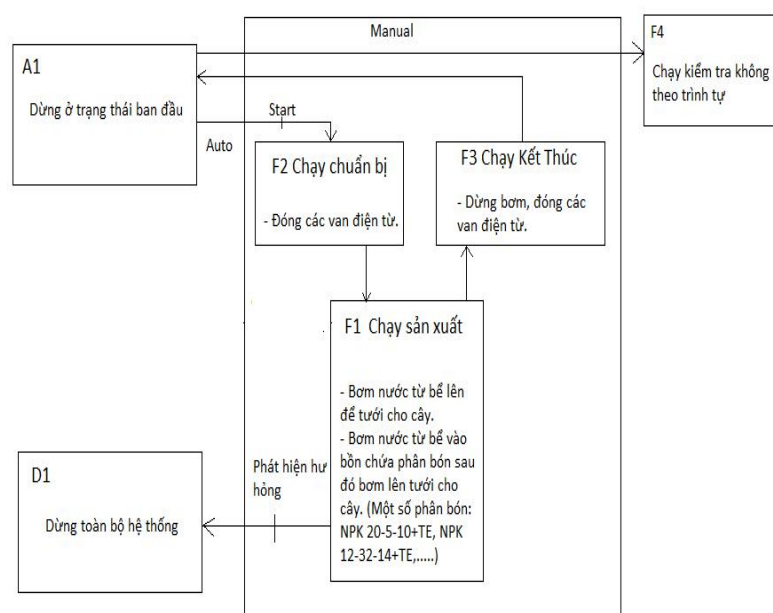 Manual
F4
Chạy kiểm tra không
theo trình tự
A1
Dừng ở trạng thái ban đầu
Start
Auto
F2 Chạy chuẩn bị
- Đóng các van điện từ.
F3 Chạy Kết Thúc
- Dừng bơm, đóng các
van điện từ.
F1 Chạy sản xuất
- Bơm nước từ bể lên
để tưới cho cây.
- Bơm nước từ bể vào
bồn chứa phân bón sau
đó bơm lên tưới cho
cây. (Một số phân bón:
NPK 20-5-10+TE, NPK
12-32-14+TE,.....)
Phát hiện hư
hỏng
D1
Dừng toàn bộ hệ thống